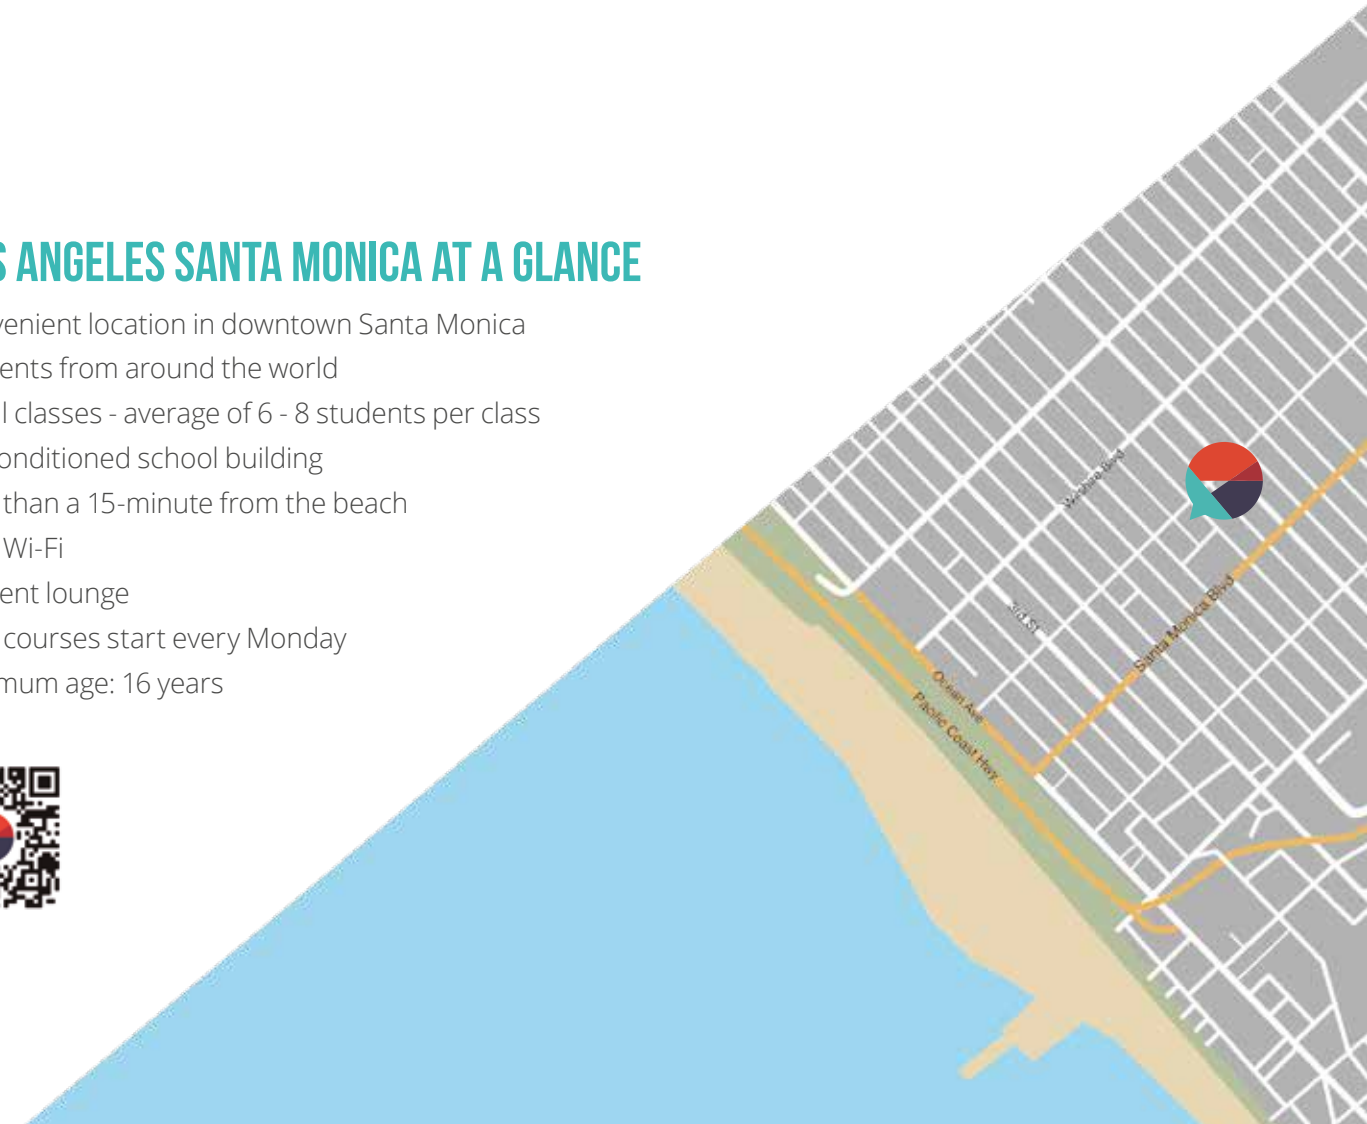 S ANGELES SANTA MONICA AT A GLANCE
venient location in downtown Santa Monica
ents from around the world
l classes - average of 6 - 8 students per class
onditioned school building
than a 15-minute from the beach
Wi-Fi
ent lounge
courses start every Monday
mum age: 16 years
Wilshire Blvd
3rd St
Santa Monica Blvd
Ocean Ave
Pacific Coast Hwy